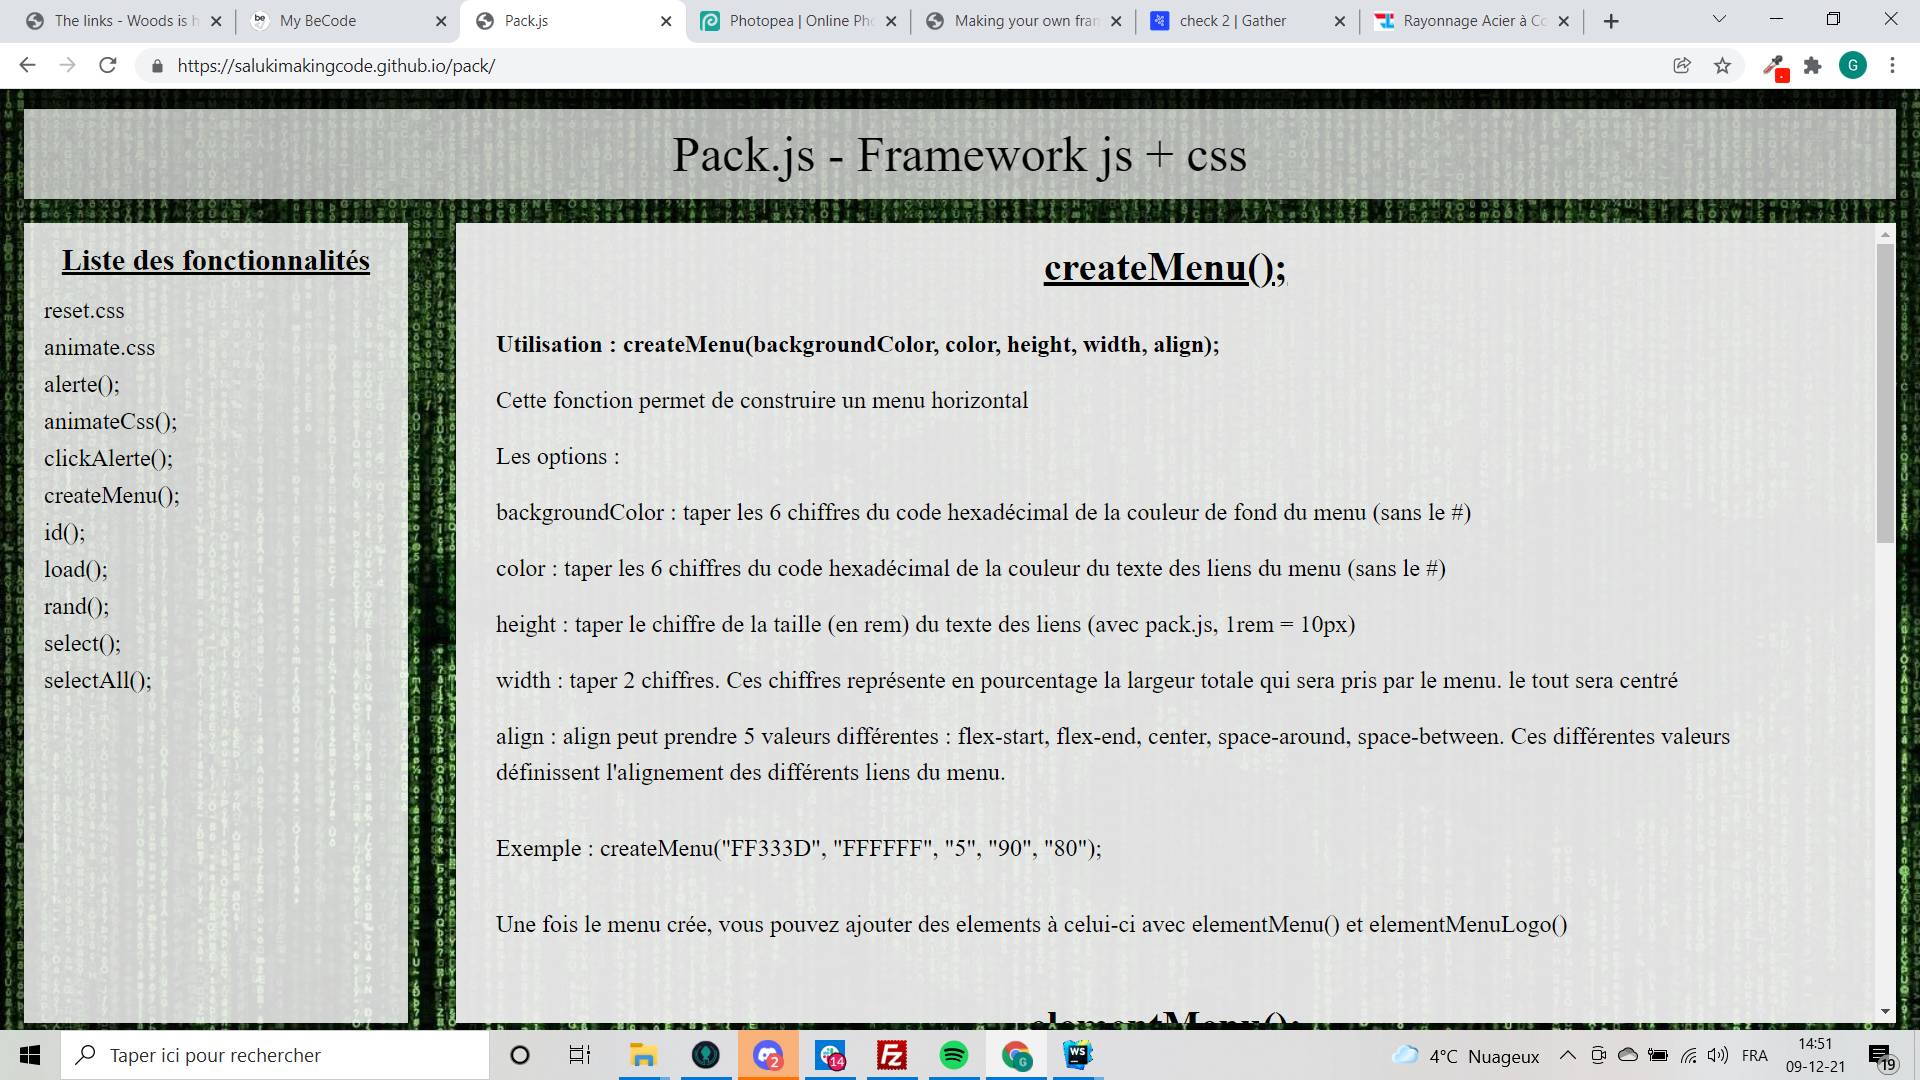 The links - Woods is h
My BeCode
Pack.js
Photopea | Online Pho
Making your own fran
check 2 | Gather
Rayonnage Acier à Co
https://salukimakingcode.github.io/pack/
G
Pack.js - Framework js + css
Liste des fonctionnalités
reset.css
animate.css
alerte();
animateCss();
clickAlerte();
createMenu();
id();
load();
rand();
select();
selectAll();
createMenu();
Utilisation : createMenu(backgroundColor, color, height, width, align);
Cette fonction permet de construire un menu horizontal
Les options :
backgroundColor : taper les 6 chiffres du code hexadécimal de la couleur de fond du menu (sans le #)
color : taper les 6 chiffres du code hexadécimal de la couleur du texte des liens du menu (sans le #)
height : taper le chiffre de la taille (en rem) du texte des liens (avec pack.js, 1rem = 10px)
width : taper 2 chiffres. Ces chiffres représente en pourcentage la largeur totale qui sera pris par le menu. le tout sera centré
align : align peut prendre 5 valeurs différentes : flex-start, flex-end, center, space-around, space-between. Ces différentes valeurs
définissent l'alignement des différents liens du menu.
Exemple : createMenu("FF333D", "FFFFFF", "5", "90", "80");
Une fois le menu crée, vous pouvez ajouter des elements à celui-ci avec elementMenu() et elementMenuLogo()
elementMenu();
Taper ici pour rechercher
2
14
FZ
G
WS
4°C Nuageux
FRA
14:51
09-12-21
19